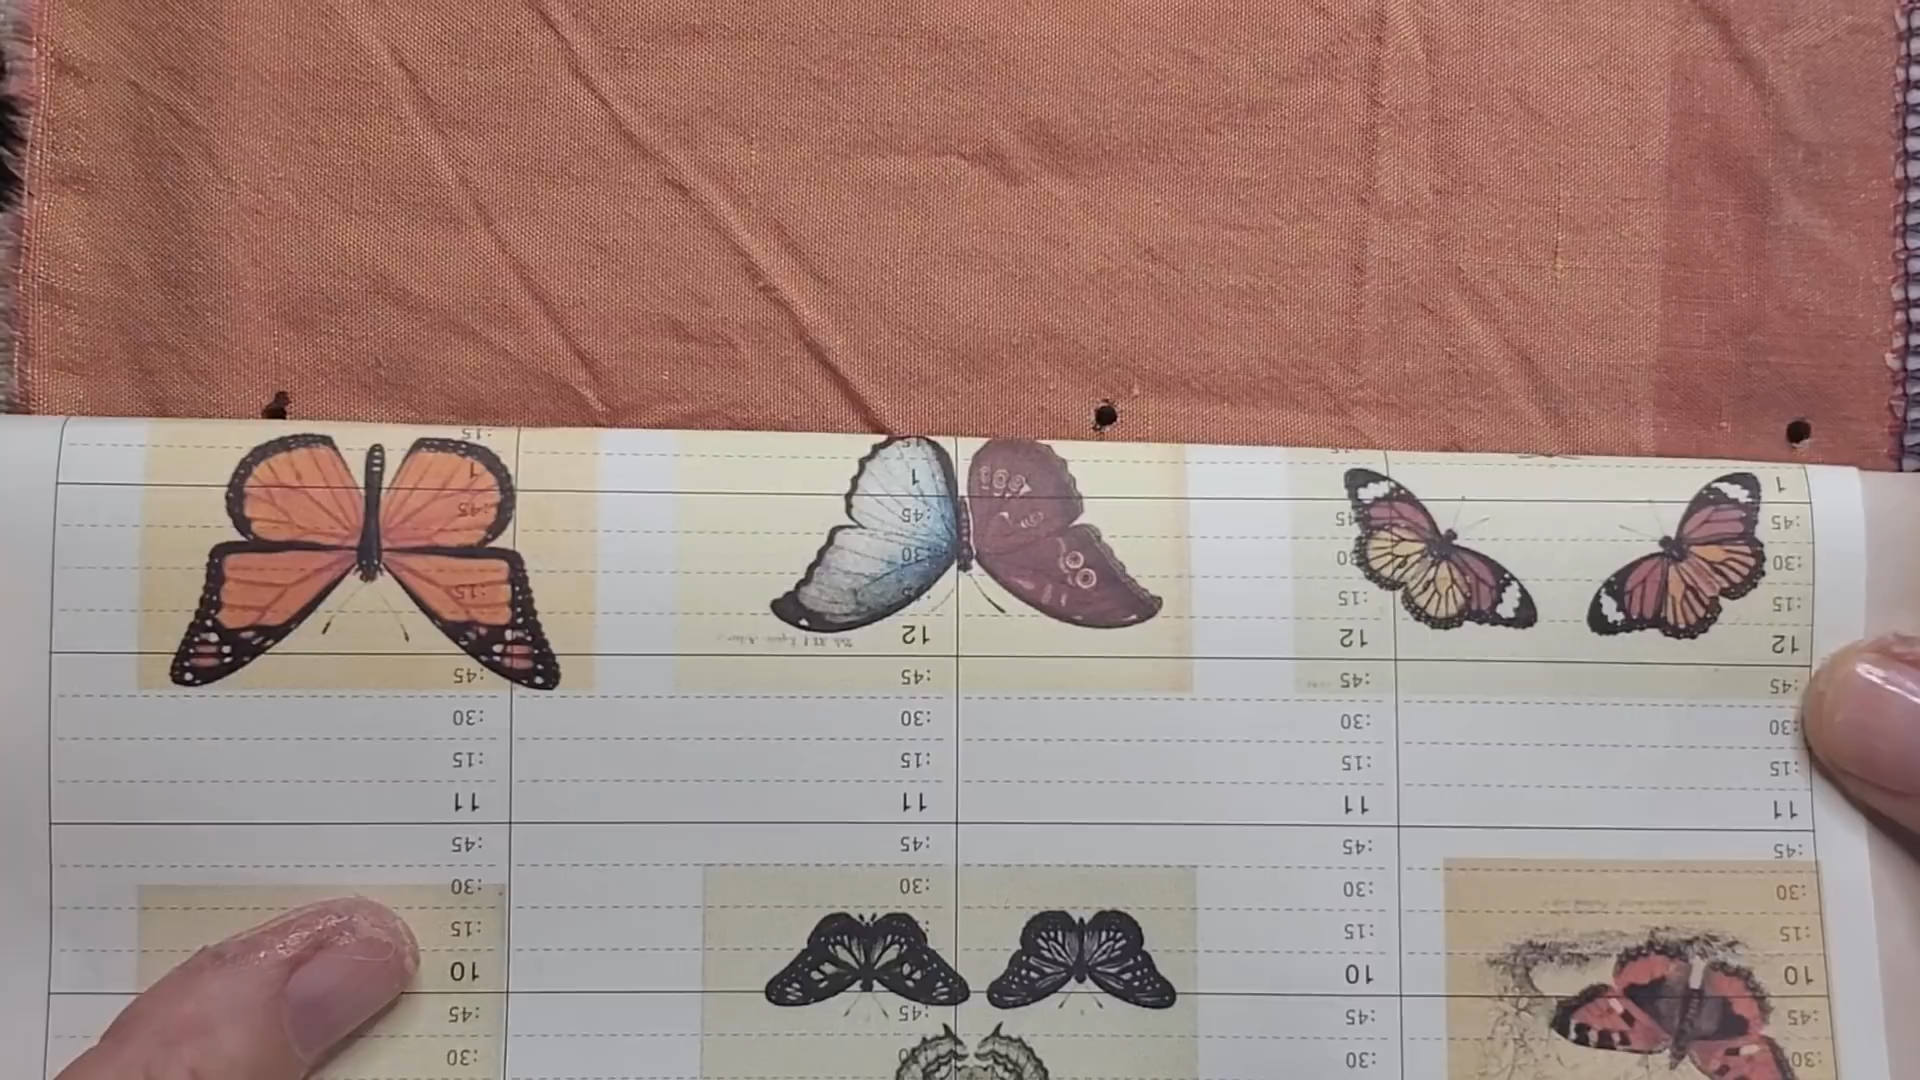 :30 :30 :30 :30
:45 :45 :45 :45
10 10 10 10
:15 :15 :15
:30 :30 :30 :30
:45 :45 :45 :45
11 11 11 11
:15 :15 :15 :15
:30 :30 :30 :30
:45 :45 :45 :45
12 12 12 12
:15 :15 :15
:30 :30 :30
:45 :45 :45 :45
1 1 1
:15